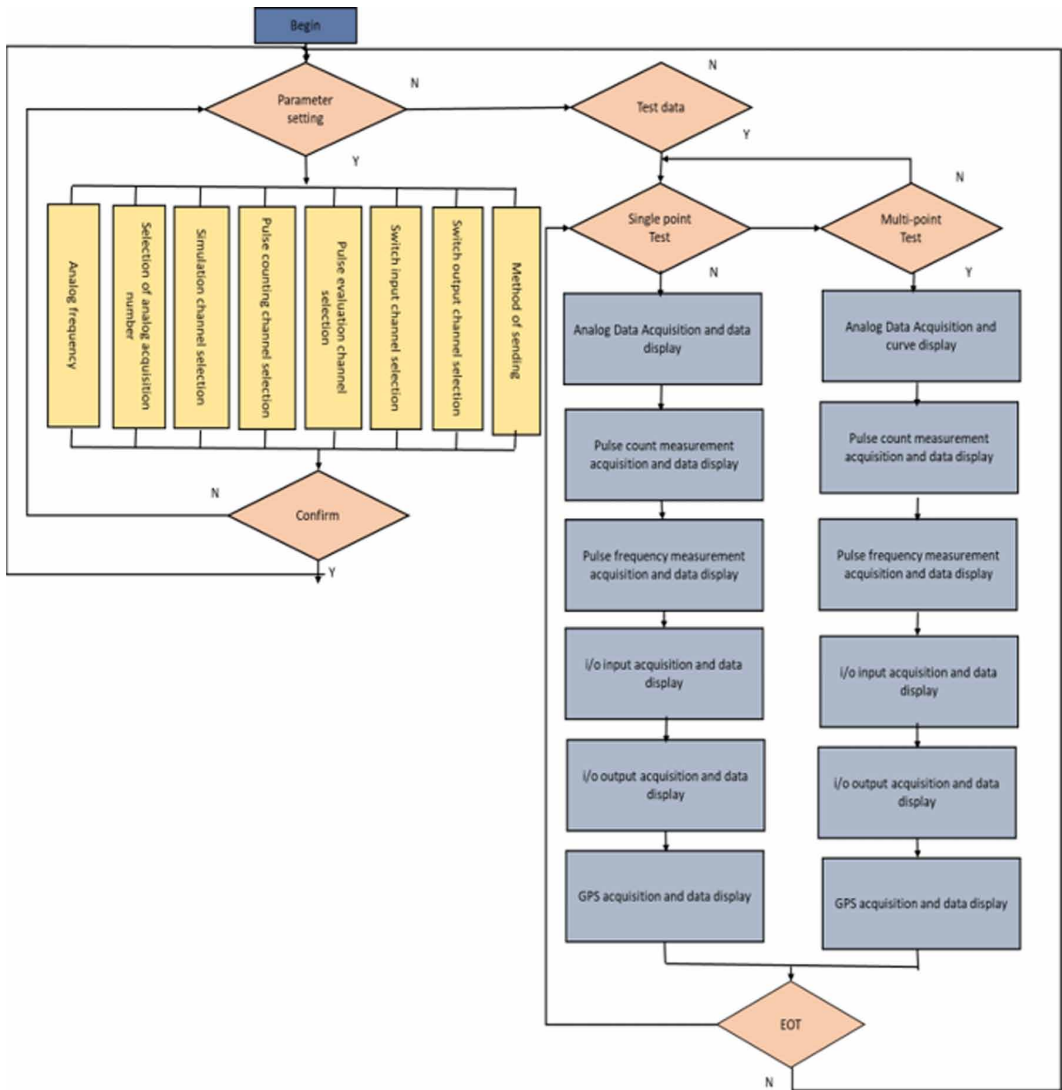 Begin
Parameter
setting
N
Y
Test data
N
Y
Analog frequency
Selection of analog acquisition
number
Simulation channel selection
Pulse counting channel selection
Pulse evaluation channel
selection
Switch input channel selection
Switch output channel selection
Method of sending
Confirm
N
Y
Single point
Test
N
Multi-point
Test
N
Y
Analog Data Acquisition and data
display
Pulse count measurement
acquisition and data display
Pulse frequency measurement
acquisition and data display
i/o input acquisition and data
display
i/o output acquisition and data
display
GPS acquisition and data display
Analog Data Acquisition and
curve display
Pulse count measurement
acquisition and data display
Pulse frequency measurement
acquisition and data display
i/o input acquisition and data
display
i/o output acquisition and data
display
GPS acquisition and data display
EOT
N